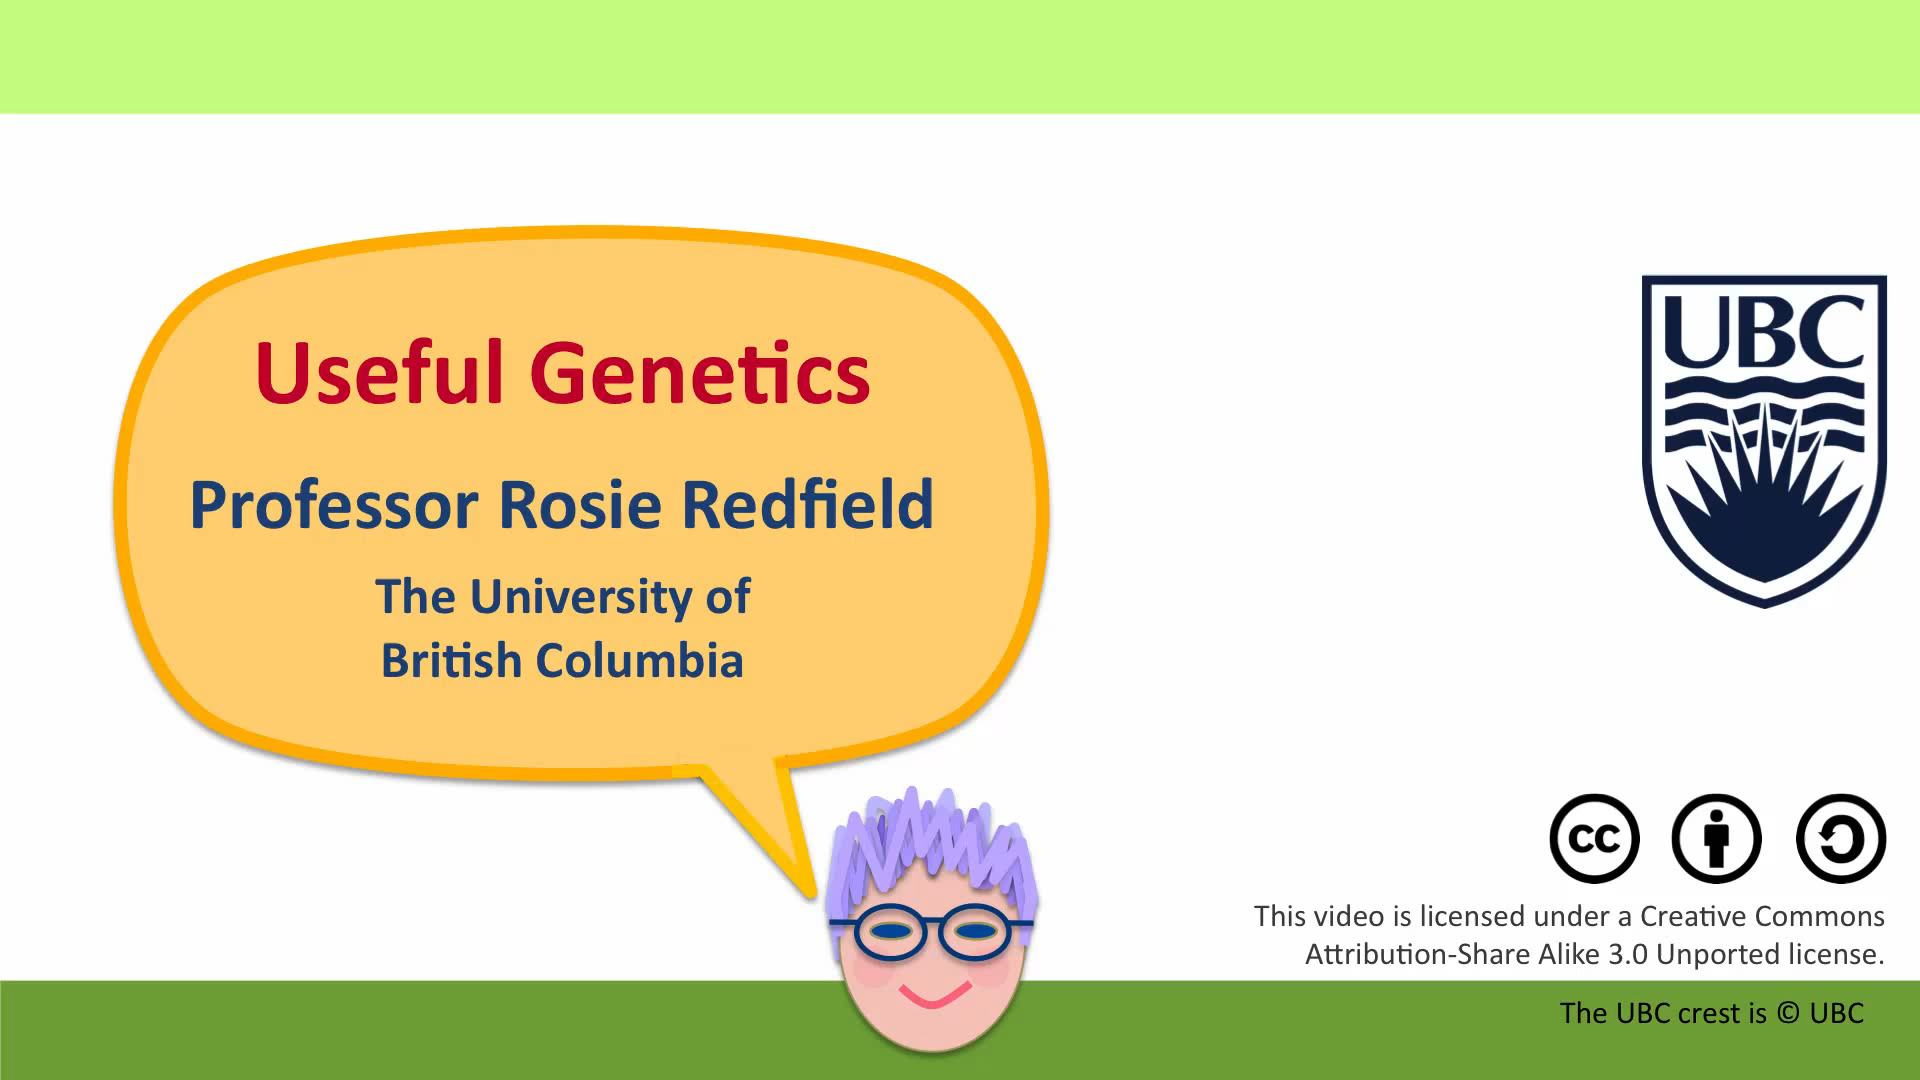 Useful Genetics
Professor Rosie Redfield
The University of
British Columbia
UBC
cc
This video is licensed under a Creative Commons
Attribution-Share Alike 3.0 Unported license.
The UBC crest is © UBC